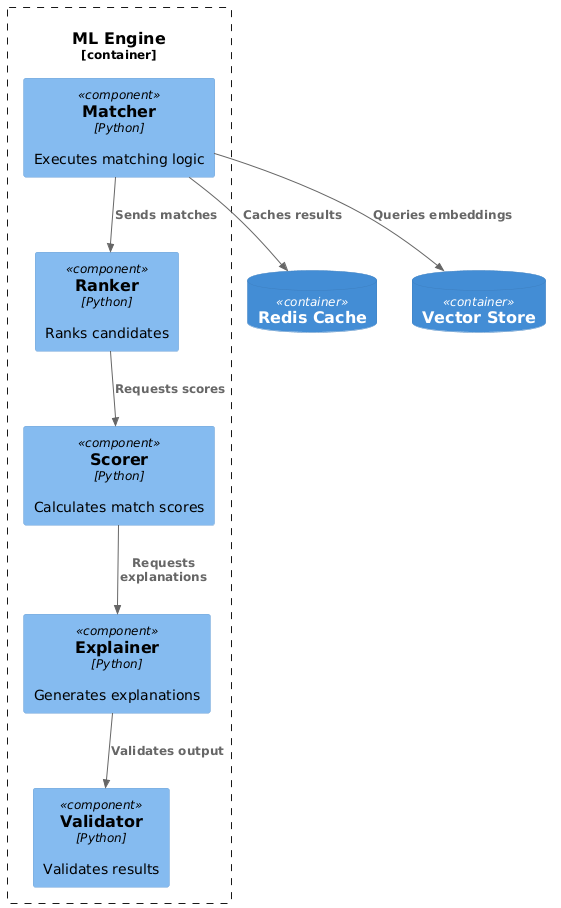 ML Engine
[container]
«component»
Matcher
[Python]
Executes matching logic
Sends matches
Caches results
Queries embeddings
«component»
Ranker
[Python]
Ranks candidates
«container»
Redis Cache
«container»
Vector Store
Requests scores
«component»
Scorer
[Python]
Calculates match scores
Requests
explanations
«component»
Explainer
[Python]
Generates explanations
Validates output
«component»
Validator
[Python]
Validates results